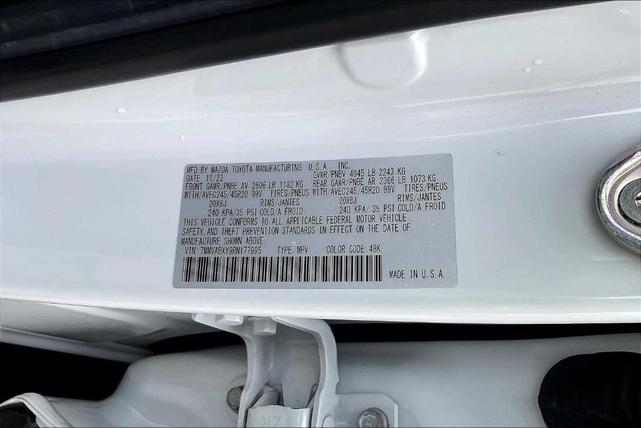 MFD BY MAZDA TOYOTA MANUFACTURING, U.S.A., INC.
DATE: 11/23 GVWR/PNBV 4945 LB 2243 KG
FRONT GAWR/PNBE AV 2606 LB 1182 KG REAR GAWR/PNBE AR 2366 LB 1073 KG
WITH/AVEC245/45R20 99V TIRES/PNEUS WITH/AVEC245/45R20 99V TIRES/PNEUS
20X8J RIMS/JANTES 20X8J RIMS/JANTES
240 KPA/35 PSI COLD/A FROID 240 KPA/35 PSI COLD/A FROID
THIS VEHICLE CONFORMS TO ALL APPLICABLE FEDERAL MOTOR VEHICLE
SAFETY AND THEFT PREVENTION STANDARDS IN EFFECT ON THE DATE OF
MANUFACTURE SHOWN ABOVE.
VIN: 7MMVABXY9RN177995 TYPE: MPV COLOR CODE: 48K
MADE IN U.S.A.